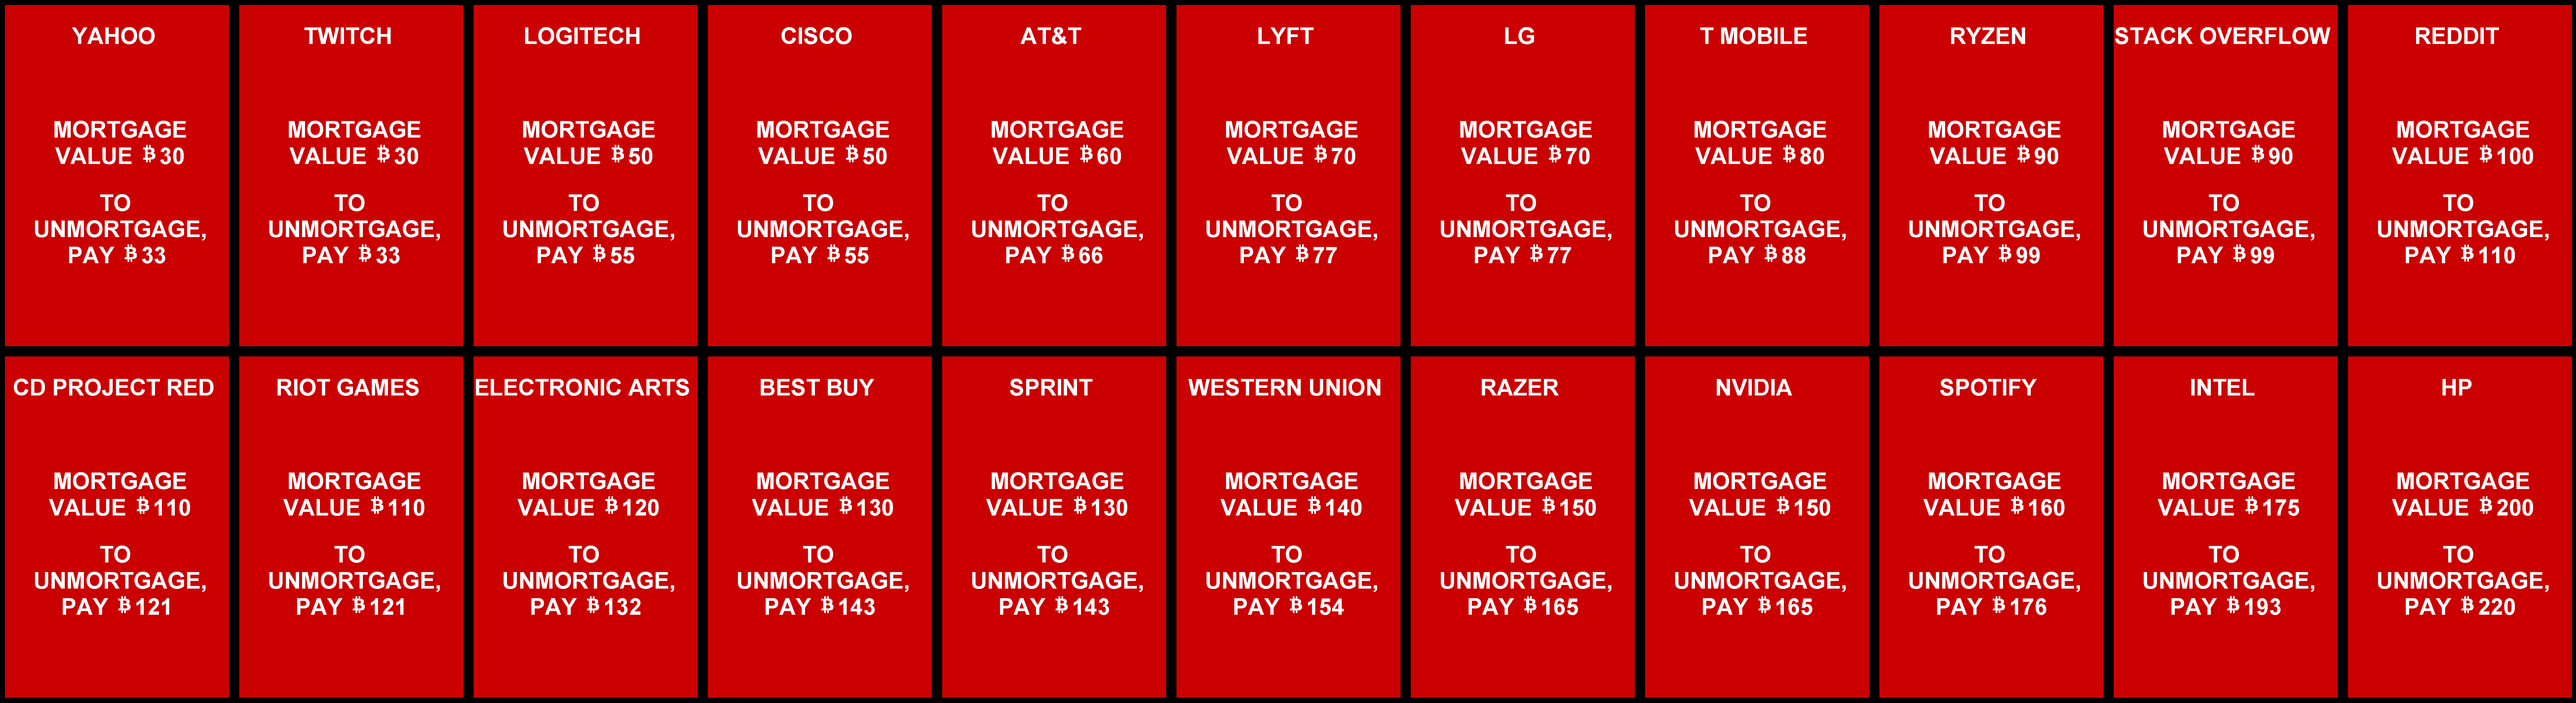 YAHOO
MORTGAGE
VALUE ₿30
TO
UNMORTGAGE,
PAY ₿33
TWITCH
MORTGAGE
VALUE ₿30
TO
UNMORTGAGE,
PAY ₿33
LOGITECH
MORTGAGE
VALUE ₿50
TO
UNMORTGAGE,
PAY ₿55
CISCO
MORTGAGE
VALUE ₿50
TO
UNMORTGAGE,
PAY ₿55
AT&T
MORTGAGE
VALUE ₿60
TO
UNMORTGAGE,
PAY ₿66
LYFT
MORTGAGE
VALUE ₿70
TO
UNMORTGAGE,
PAY ₿77
LG
MORTGAGE
VALUE ₿70
TO
UNMORTGAGE,
PAY ₿77
T MOBILE
MORTGAGE
VALUE ₿80
TO
UNMORTGAGE,
PAY ₿88
RYZEN
MORTGAGE
VALUE ₿90
TO
UNMORTGAGE,
PAY ₿99
STACK OVERFLOW
MORTGAGE
VALUE ₿90
TO
UNMORTGAGE,
PAY ₿99
REDDIT
MORTGAGE
VALUE ₿100
TO
UNMORTGAGE,
PAY ₿110
CD PROJECT RED
MORTGAGE
VALUE ₿110
TO
UNMORTGAGE,
PAY ₿121
RIOT GAMES
MORTGAGE
VALUE ₿110
TO
UNMORTGAGE,
PAY ₿121
ELECTRONIC ARTS
MORTGAGE
VALUE ₿120
TO
UNMORTGAGE,
PAY ₿132
BEST BUY
MORTGAGE
VALUE ₿130
TO
UNMORTGAGE,
PAY ₿143
SPRINT
MORTGAGE
VALUE ₿130
TO
UNMORTGAGE,
PAY ₿143
WESTERN UNION
MORTGAGE
VALUE ₿140
TO
UNMORTGAGE,
PAY ₿154
RAZER
MORTGAGE
VALUE ₿150
TO
UNMORTGAGE,
PAY ₿165
NVIDIA
MORTGAGE
VALUE ₿150
TO
UNMORTGAGE,
PAY ₿165
SPOTIFY
MORTGAGE
VALUE ₿160
TO
UNMORTGAGE,
PAY ₿176
INTEL
MORTGAGE
VALUE ₿175
TO
UNMORTGAGE,
PAY ₿193
HP
MORTGAGE
VALUE ₿200
TO
UNMORTGAGE,
PAY ₿220